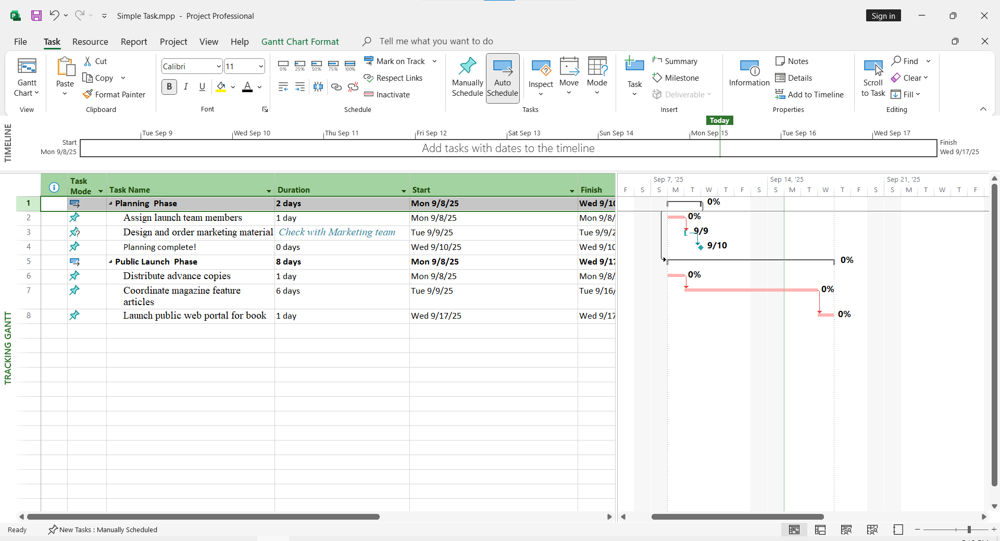 Simple Task.mpp - Project Professional
Sign in
File Task Resource Report Project View Help Gantt Chart Format Tell me what you want to do
Gantt Chart
View
Paste
Cut
Copy
Format Painter
Clipboard
Calibri 11
B I U A
Font
0% 25% 50% 75% 100%
Mark on Track
Respect Links
Inactivate
Schedule
Manually Schedule
Auto Schedule
Inspect
Move
Mode
Tasks
Task
Summary
Milestone
Deliverable
Insert
Information
Notes
Details
Add to Timeline
Properties
Scroll to Task
Find
Clear
Fill
Editing
TIMELINE
Today
Tue Sep 9 Wed Sep 10 Thu Sep 11 Fri Sep 12 Sat Sep 13 Sun Sep 14 Mon Sep 15 Tue Sep 16 Wed Sep 17
Start
Mon 9/8/25
Add tasks with dates to the timeline
Finish
Wed 9/17/25
TRACKING GANTT
Task Mode Task Name Duration Start Finish
1 Planning Phase 2 days Mon 9/8/25 Wed 9/10
2 Assign launch team members 1 day Mon 9/8/25 Mon 9/8/
3 Design and order marketing material Check with Marketing team Tue 9/9/25 Tue 9/9/2
4 Planning complete! 0 days Wed 9/10/25 Wed 9/10
5 Public Launch Phase 8 days Mon 9/8/25 Wed 9/17
6 Distribute advance copies 1 day Mon 9/8/25 Mon 9/8/
7 Coordinate magazine feature articles 6 days Tue 9/9/25 Tue 9/16/
8 Launch public web portal for book 1 day Wed 9/17/25 Wed 9/17
Sep 7, '25 Sep 14, '25 Sep 21, '25
F S S M T W T F S S M T W T F S S M T W T F
0%
0%
9/9
9/10
0%
0%
0%
0%
Ready New Tasks : Manually Scheduled